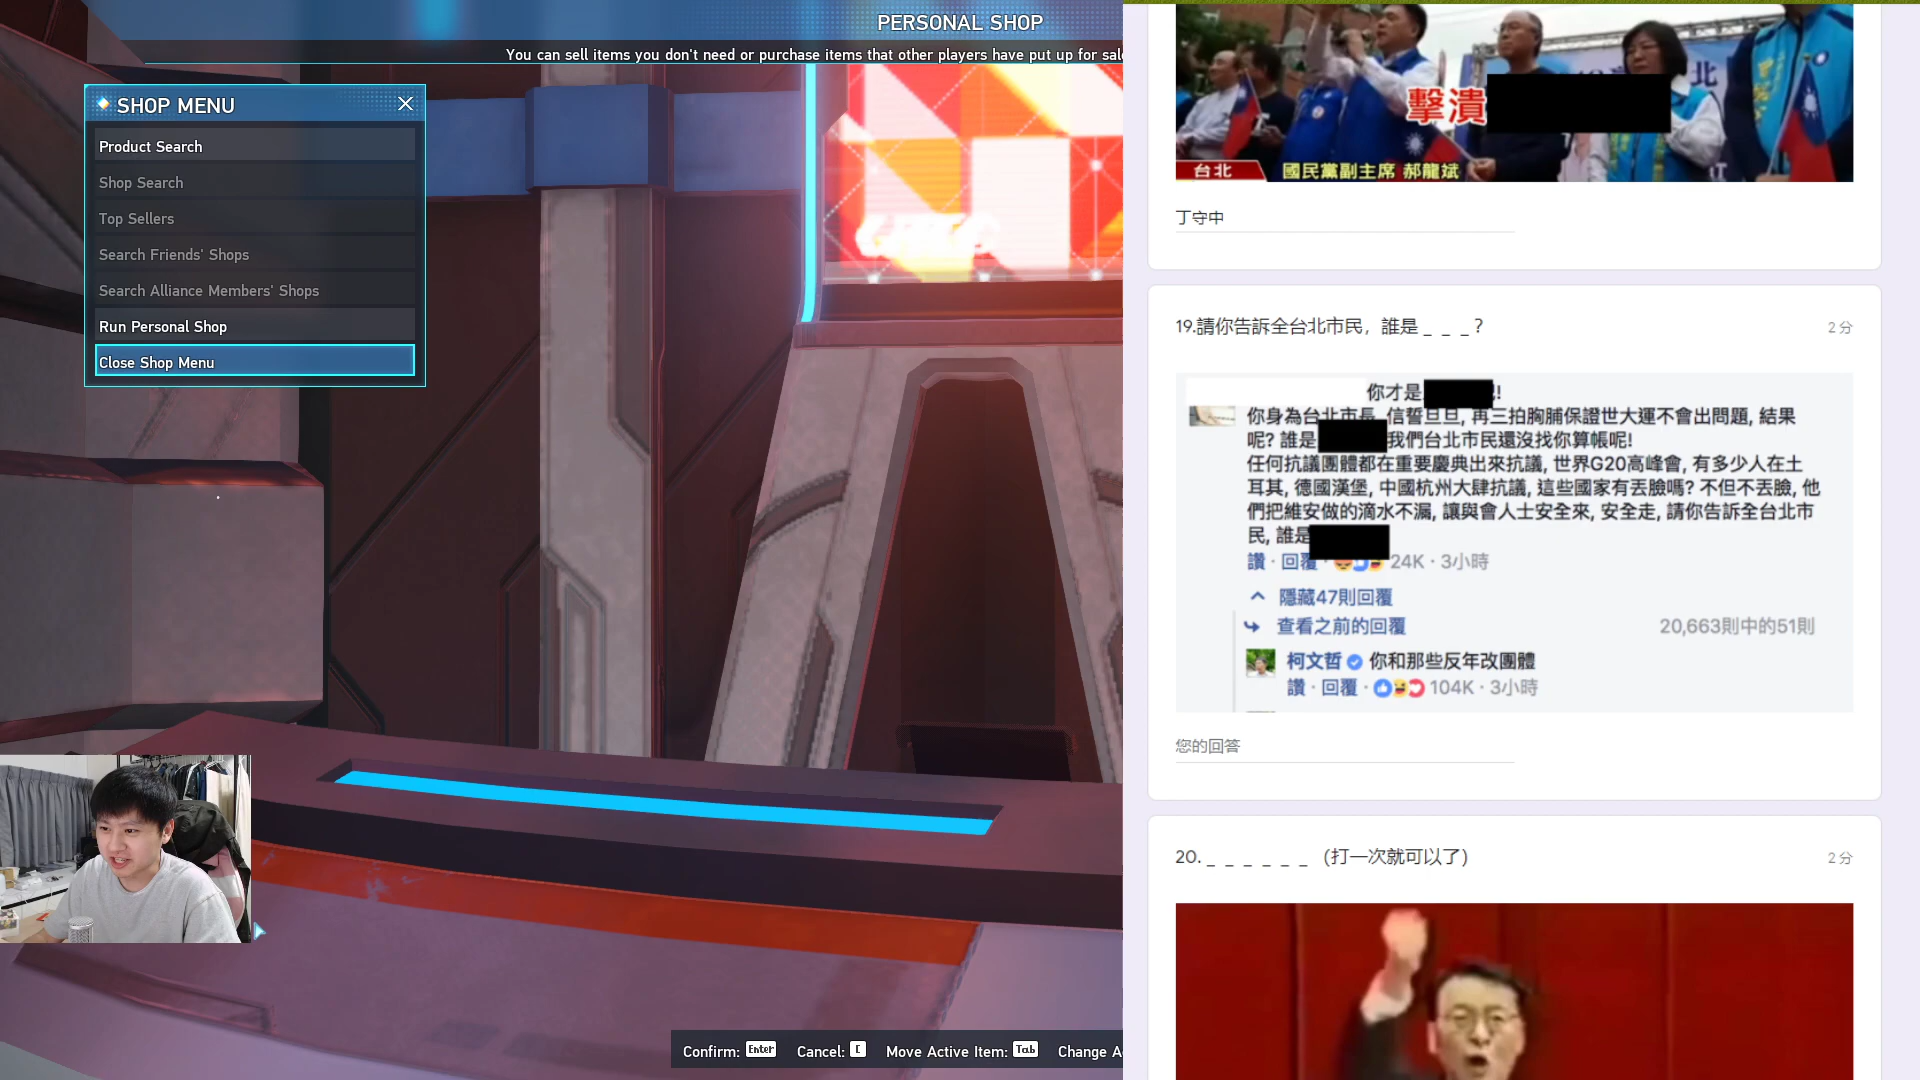 PERSONAL SHOP
You can sell items you don't need or purchase items that other players have put up for sal
SHOP MENU
Product Search
Shop Search
Top Sellers
Search Friends' Shops
Search Alliance Members' Shops
Run Personal Shop
Close Shop Menu
Confirm: Enter Cancel: Move Active Item: Tab Change A
擊潰
台北
國民黨副主席 郝龍斌
丁守中
19.請你告訴全台北市民，誰是 _ _ _ ?
2 分
你才是
你身為台北市長, 信誓旦旦, 再三拍胸脯保證世大運不會出問題, 結果
呢? 誰是 我們台北市民還沒找你算帳呢!
任何抗議團體都在重要慶典出來抗議, 世界G20高峰會, 有多少人在土
耳其, 德國漢堡, 中國杭州大肆抗議, 這些國家有丟臉嗎? 不但不丟臉, 他
們把維安做的滴水不漏, 讓與會人士安全來, 安全走, 請你告訴全台北市
民, 誰是
讚 · 回覆 · 24K · 3小時
隱藏47則回覆
查看之前的回覆
20,663則中的51則
柯文哲 你和那些反年改團體
讚 · 回覆 · 104K · 3小時
您的回答
20. _ _ _ _ _ _ （打一次就可以了）
2 分